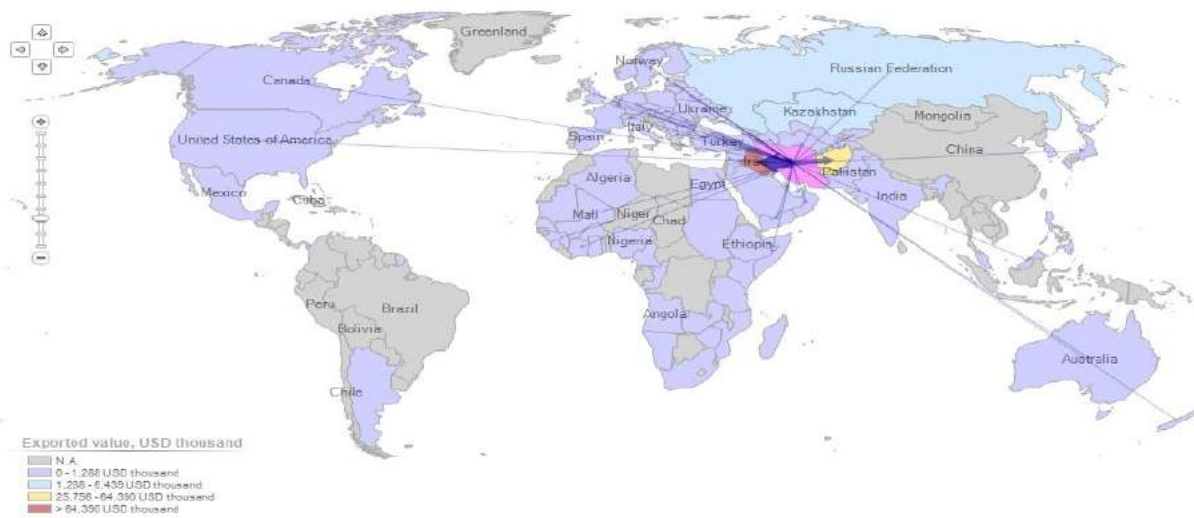 Greenland
Norway
Russian Federation
Canada
Ukraine
Kazakhstan
Mongolia
Italy
Spain
United States of America
Turkey
China
Iraq
Pakistan
Algeria
Egypt
Mexico
India
Cuba
Mali
Niger
Chad
Nigeria
Ethiopia
Peru
Brazil
Angola
Bolivia
Australia
Chile
Exported value, USD thousand
N.A.
0 - 1,288 USD thousand
1,288 - 6,439 USD thousand
25,756 - 64,390 USD thousand
> 64,390 USD thousand